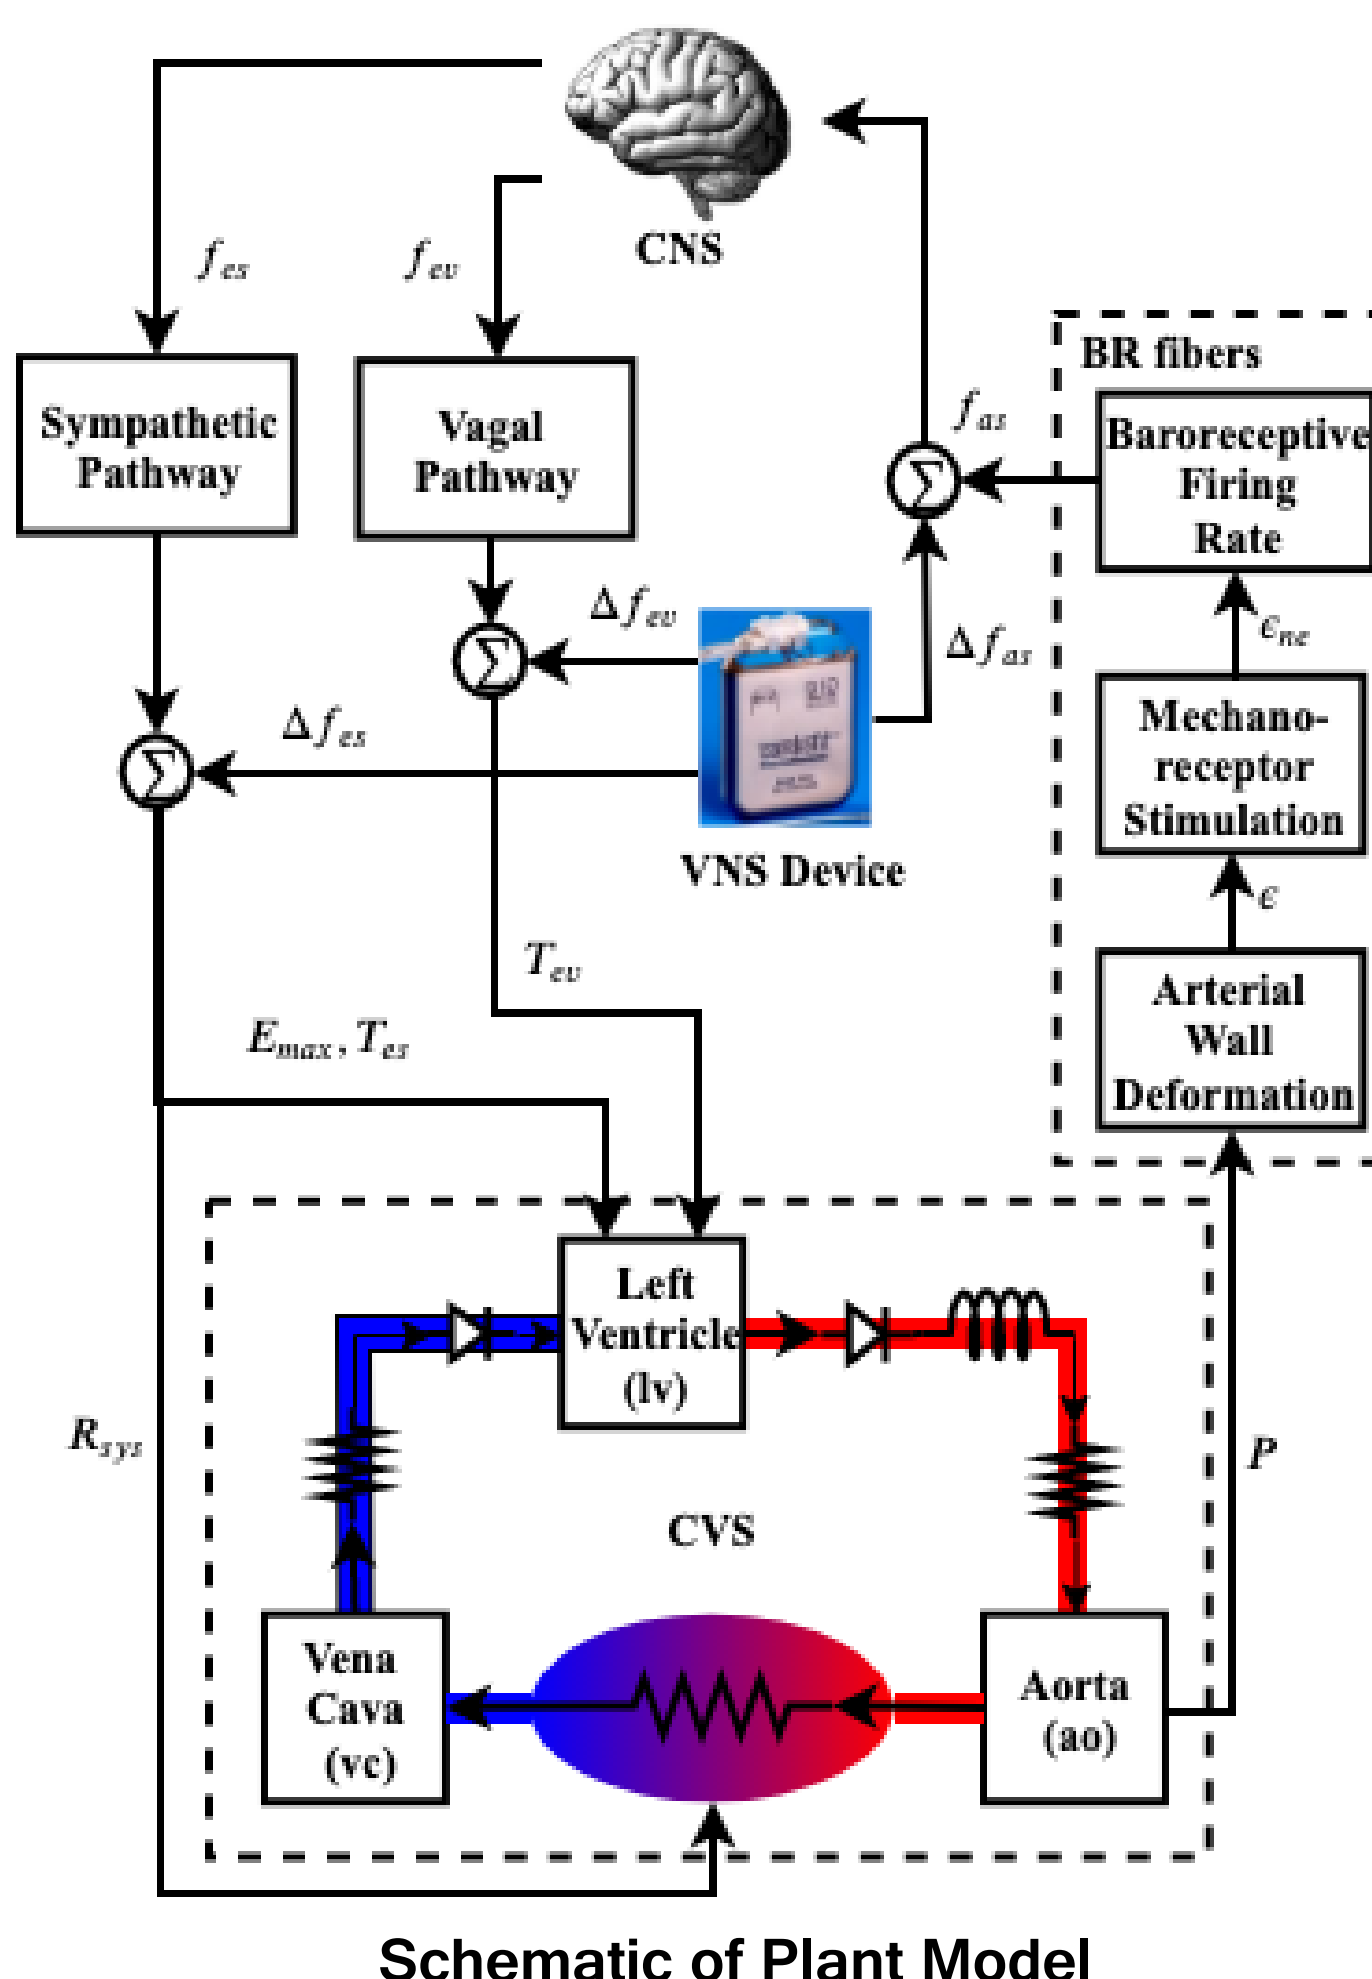 CNS
f_es
f_ev
BR fibers
Sympathetic
Pathway
Vagal
Pathway
f_as
Baroreceptive
Firing
Rate
Σ
Δf_ev
Σ
Δf_as
ϵ_ne
Δf_es
Σ
Mechano-
receptor
Stimulation
VNS Device
ϵ
T_ev
E_max, T_es
Arterial
Wall
Deformation
Left
Ventricle
(lv)
R_sys
P
CVS
Vena
Cava
(vc)
Aorta
(ao)
Schematic of Plant Model